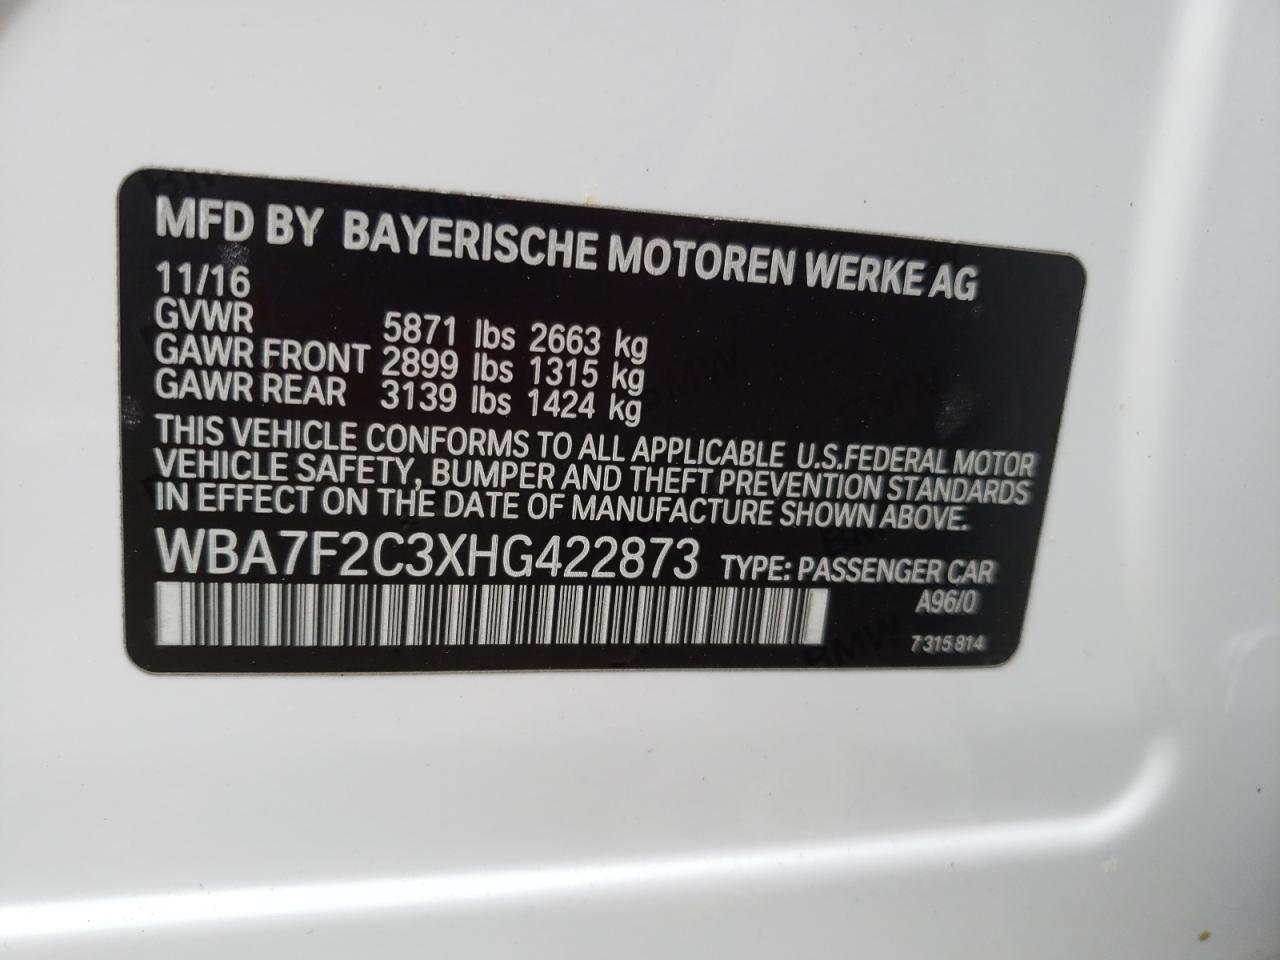 MFD BY BAYERISCHE MOTOREN WERKE AG
11/16
GVWR 5871 lbs 2663 kg
GAWR FRONT 2899 lbs 1315 kg
GAWR REAR 3139 lbs 1424 kg
THIS VEHICLE CONFORMS TO ALL APPLICABLE U.S.FEDERAL MOTOR
VEHICLE SAFETY, BUMPER AND THEFT PREVENTION STANDARDS
IN EFFECT ON THE DATE OF MANUFACTURE SHOWN ABOVE.
WBA7F2C3XHG422873 TYPE: PASSENGER CAR
A96/0
7 315 814